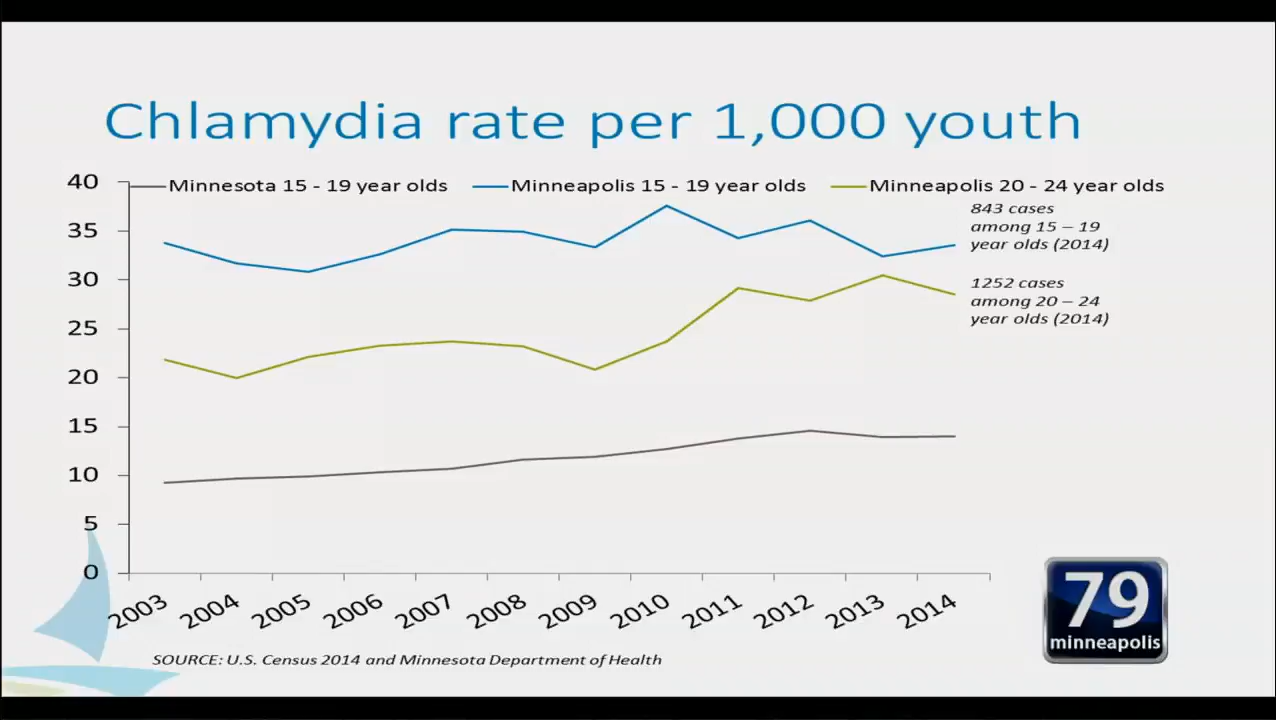 Chlamydia rate per 1,000 youth
Minnesota 15 - 19 year olds
Minneapolis 15 - 19 year olds
Minneapolis 20 - 24 year olds
40
35
30
25
20
15
10
5
0
843 cases
among 15 – 19
year olds (2014)
1252 cases
among 20 – 24
year olds (2014)
2003 2004 2005 2006 2007 2008 2009 2010 2011 2012 2013 2014
SOURCE: U.S. Census 2014 and Minnesota Department of Health
79
minneapolis